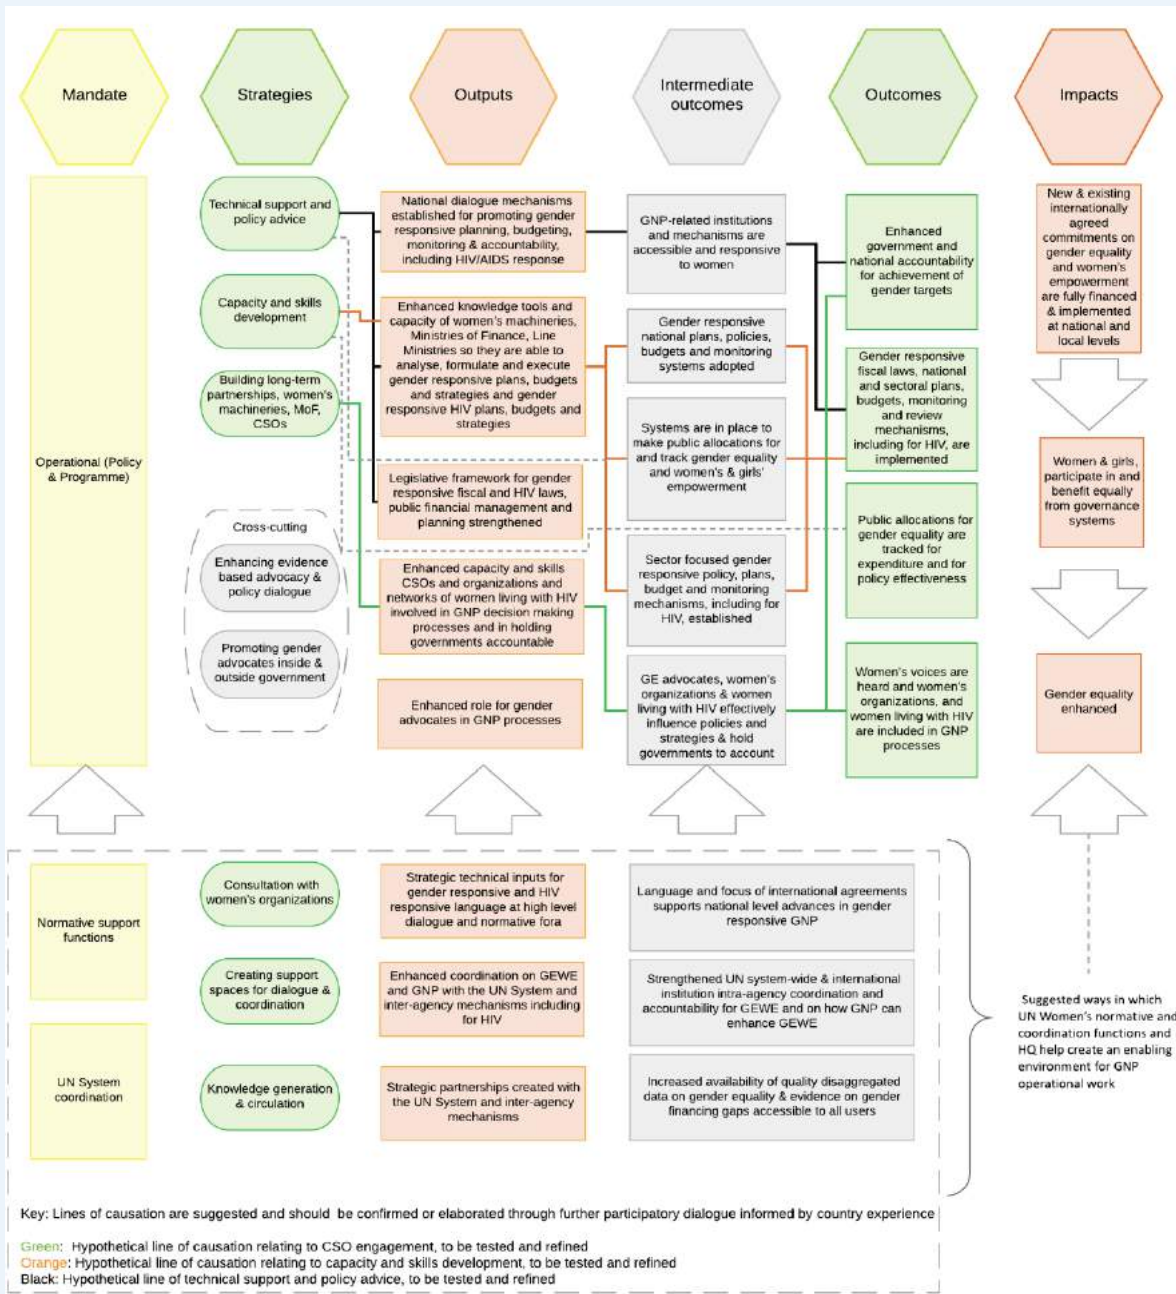 Mandate
Strategies
Outputs
Intermediate
outcomes
Outcomes
Impacts
Operational (Policy
& Programme)
Technical support and
policy advice
Capacity and skills
development
Building long-term
partnerships, women's
machineries, MoF,
CSOs
Cross-cutting
Enhancing evidence
based advocacy &
policy dialogue
Promoting gender
advocates inside &
outside government
National dialogue mechanisms
established for promoting gender
responsive planning, budgeting,
monitoring & accountability,
including HIV/AIDS response
Enhanced knowledge tools and
capacity of women's machineries,
Ministries of Finance, Line
Ministries so they are able to
analyse, formulate and execute
gender responsive plans, budgets
and strategies and gender
responsive HIV plans, budgets and
strategies
Legislative framework for gender
responsive fiscal and HIV laws,
public financial management and
planning strengthened
Enhanced capacity and skills
CSOs and organizations and
networks of women living with HIV
involved in GNP decision making
processes and in holding
governments accountable
Enhanced role for gender
advocates in GNP processes
GNP-related institutions
and mechanisms are
accessible and responsive
to women
Gender responsive
national plans, policies,
budgets and monitoring
systems adopted
Systems are in place to
make public allocations for
and track gender equality
and women's & girls'
empowerment
Sector focused gender
responsive policy, plans,
budget and monitoring
mechanisms, including for
HIV, established
GE advocates, women's
organizations & women
living with HIV effectively
influence policies and
strategies & hold
governments to account
Enhanced
government and
national accountability
for achievement of
gender targets
Gender responsive
fiscal laws, national
and sectoral plans,
budgets, monitoring
and review
mechanisms,
including for HIV, are
implemented
Public allocations for
gender equality are
tracked for
expenditure and for
policy effectiveness
Women's voices are
heard and women's
organizations, and
women living with HIV
are included in GNP
processes
New & existing
internationally
agreed
commitments on
gender equality
and women's
empowerment
are fully financed
& implemented
at national and
local levels
Women & girls,
participate in and
benefit equally
from governance
systems
Gender equality
enhanced
Normative support
functions
UN System
coordination
Consultation with
women's organizations
Creating support
spaces for dialogue &
coordination
Knowledge generation
& circulation
Strategic technical inputs for
gender responsive and HIV
responsive language at high level
dialogue and normative fora
Enhanced coordination on GEWE
and GNP with the UN System and
inter-agency mechanisms including
for HIV
Strategic partnerships created with
the UN System and inter-agency
mechanisms
Language and focus of international agreements
supports national level advances in gender
responsive GNP
Strengthened UN system-wide & international
institution intra-agency coordination and
accountability for GEWE and on how GNP can
enhance GEWE
Increased availability of quality disaggregated
data on gender equality & evidence on gender
financing gaps accessible to all users
Suggested ways in which
UN Women's normative and
coordination functions and
HQ help create an enabling
environment for GNP
operational work
Key: Lines of causation are suggested and should be confirmed or elaborated through further participatory dialogue informed by country experience
Green: Hypothetical line of causation relating to CSO engagement, to be tested and refined
Orange: Hypothetical line of causation relating to capacity and skills development, to be tested and refined
Black: Hypothetical line of technical support and policy advice, to be tested and refined